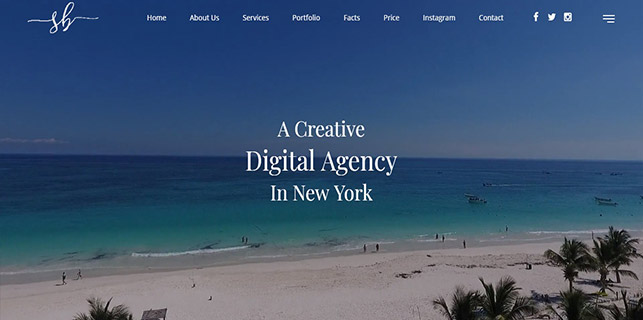 sb
Home About Us Services Portfolio Facts Price Instagram Contact
A Creative
Digital Agency
In New York